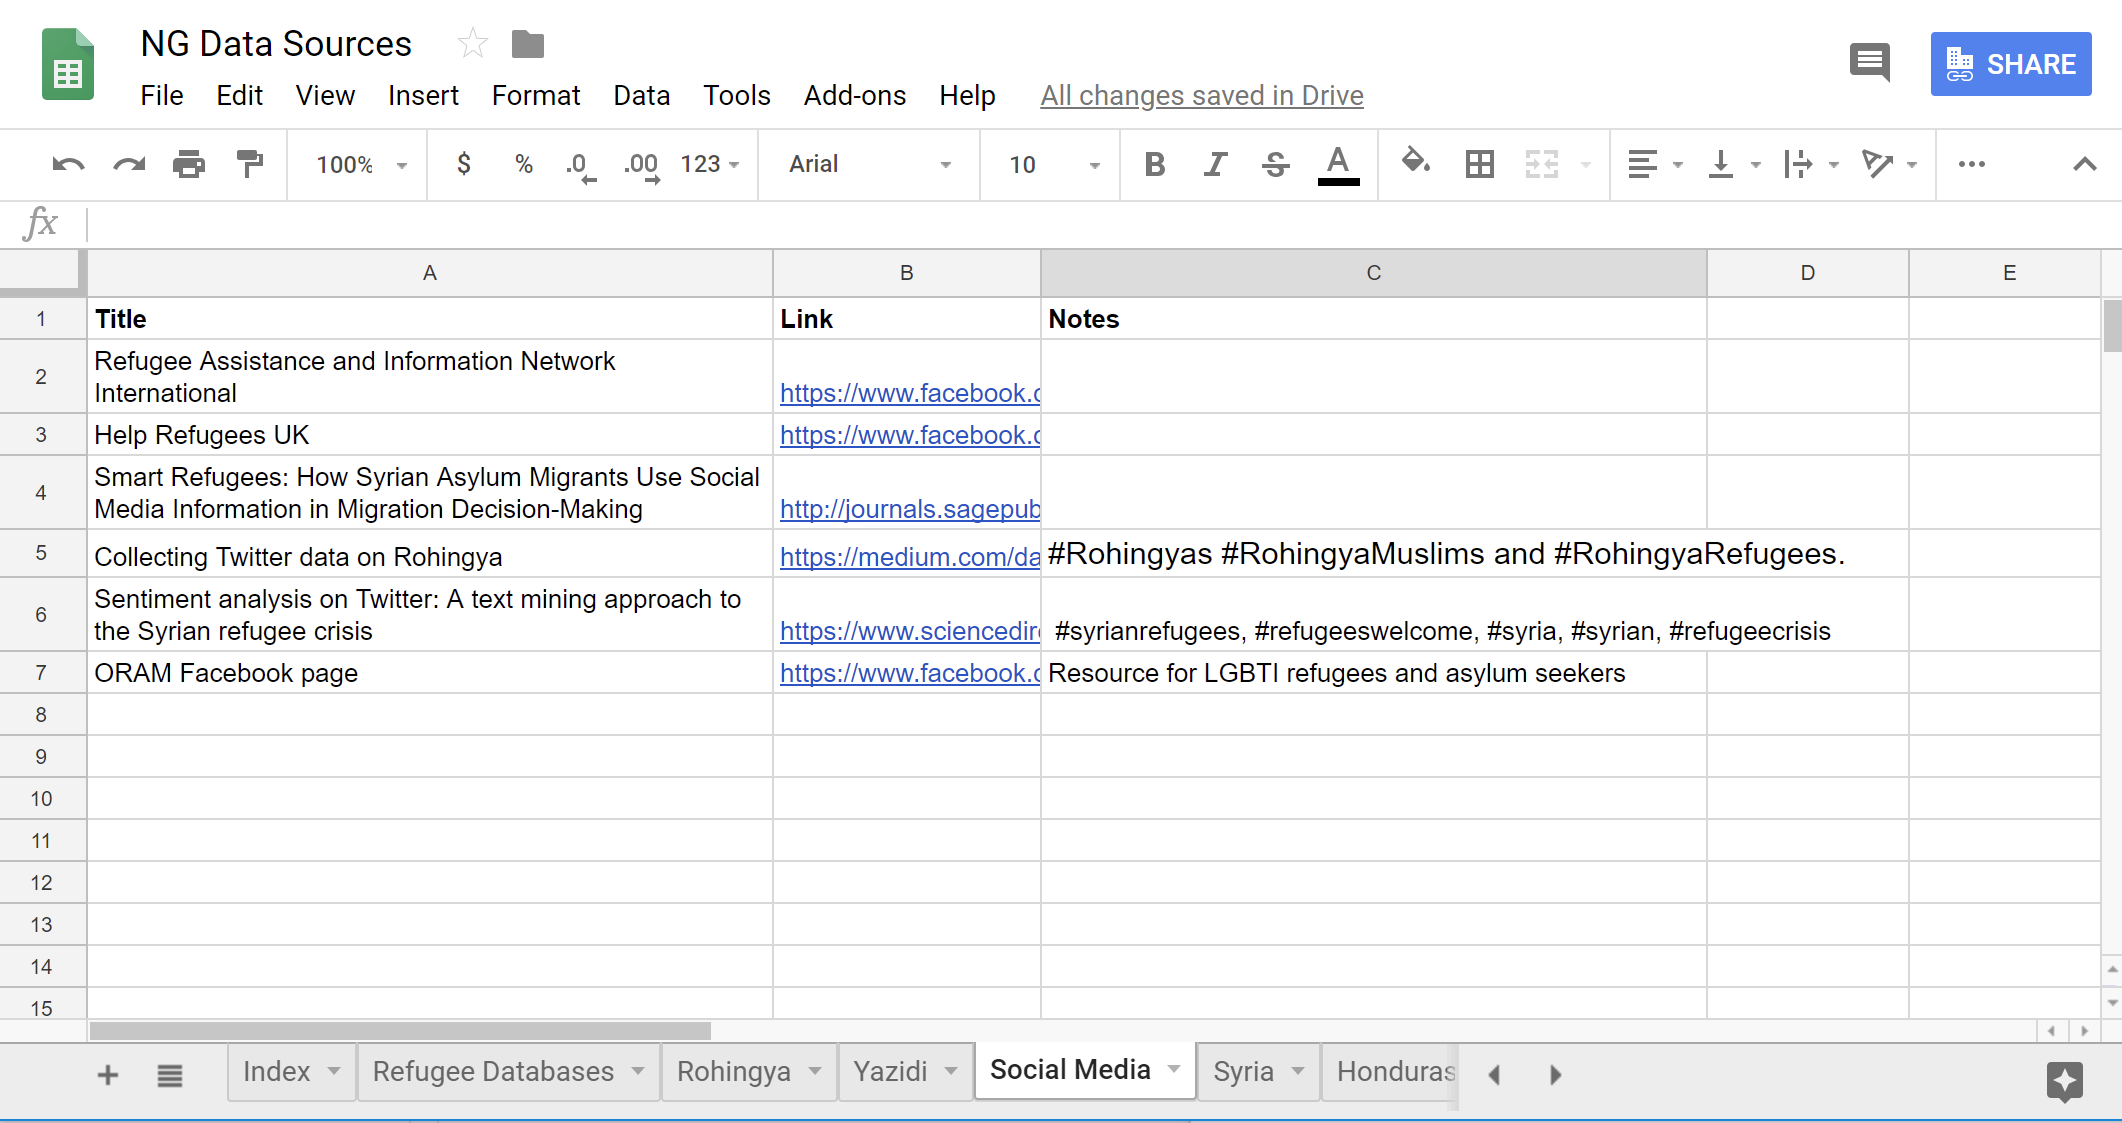 NG Data Sources
File Edit View Insert Format Data Tools Add-ons Help All changes saved in Drive
SHARE
100% $ % .0 .00 123 Arial 10 B I S A
fx
A B C D E
1 Title Link Notes
2 Refugee Assistance and Information Network
International https://www.facebook.c
3 Help Refugees UK https://www.facebook.c
4 Smart Refugees: How Syrian Asylum Migrants Use Social
Media Information in Migration Decision-Making http://journals.sagepub
5 Collecting Twitter data on Rohingya https://medium.com/da #Rohingyas #RohingyaMuslims and #RohingyaRefugees.
6 Sentiment analysis on Twitter: A text mining approach to
the Syrian refugee crisis https://www.sciencedire #syrianrefugees, #refugeeswelcome, #syria, #syrian, #refugeecrisis
7 ORAM Facebook page https://www.facebook.c Resource for LGBTI refugees and asylum seekers
8
9
10
11
12
13
14
15
Index Refugee Databases Rohingya Yazidi Social Media Syria Honduras